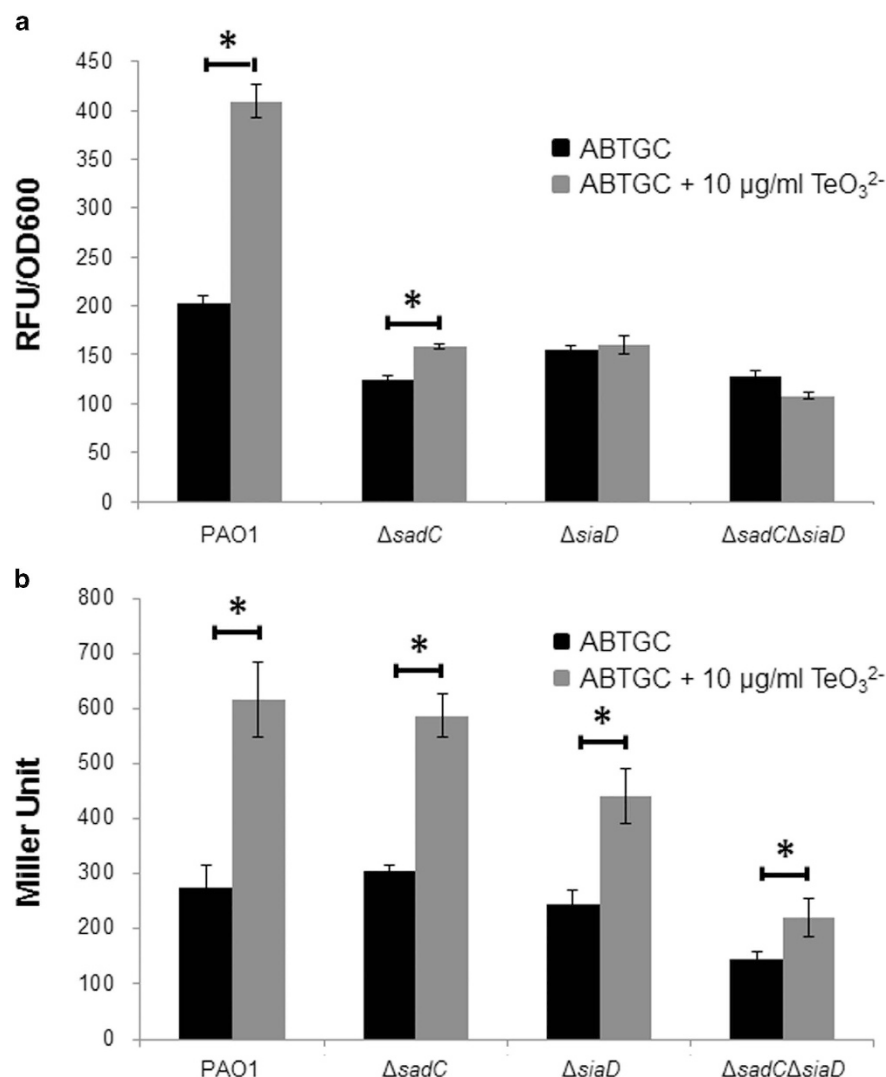 a
*
*
ABTGC
ABTGC + 10 µg/ml TeO₃²⁻
RFU/OD600
450
400
350
300
250
200
150
100
50
0
PAO1 ΔsadC ΔsiaD ΔsadCΔsiaD
b
*
*
*
*
ABTGC
ABTGC + 10 µg/ml TeO₃²⁻
Miller Unit
800
700
600
500
400
300
200
100
0
PAO1 ΔsadC ΔsiaD ΔsadCΔsiaD